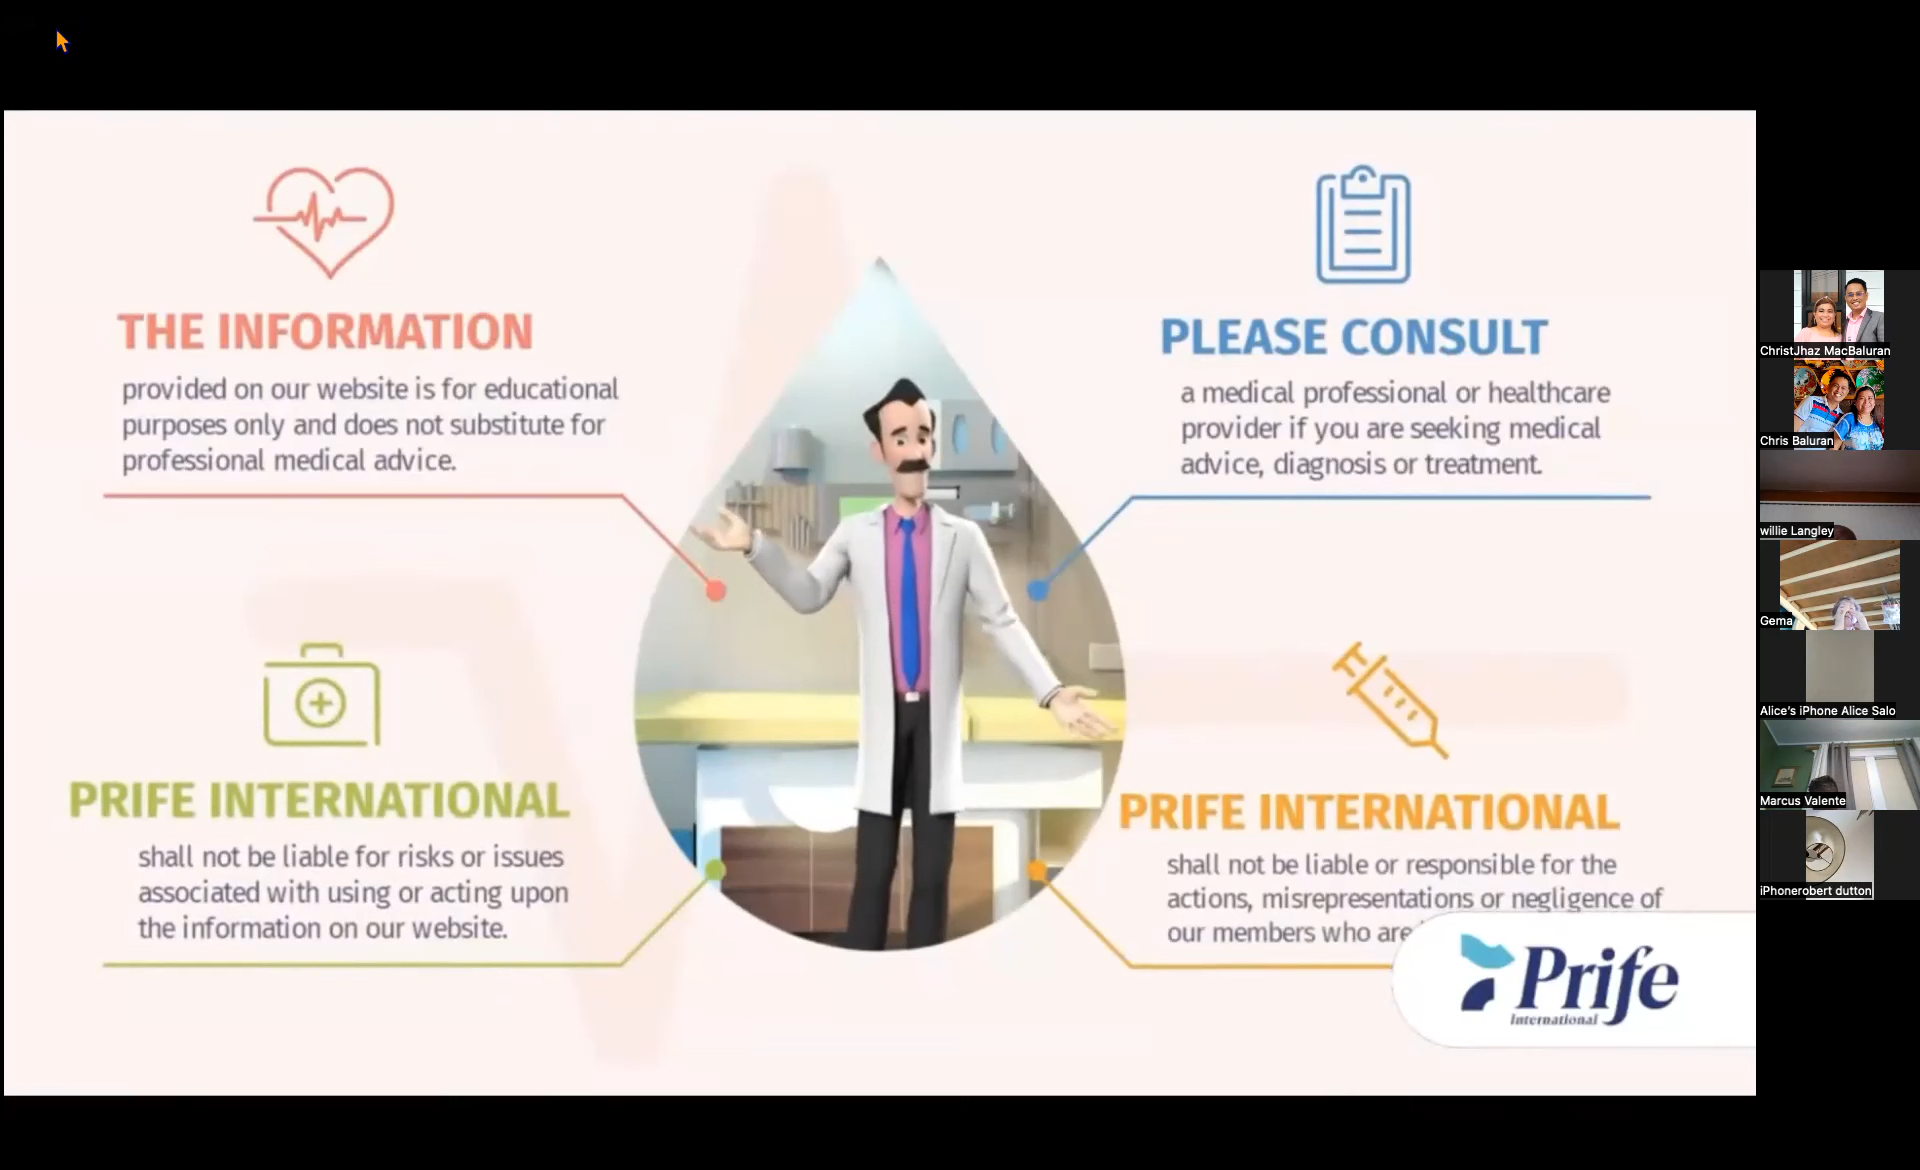 THE INFORMATION
provided on our website is for educational
purposes only and does not substitute for
professional medical advice.
PLEASE CONSULT
a medical professional or healthcare
provider if you are seeking medical
advice, diagnosis or treatment.
PRIFE INTERNATIONAL
shall not be liable for risks or issues
associated with using or acting upon
the information on our website.
PRIFE INTERNATIONAL
shall not be liable or responsible for the
actions, misrepresentations or negligence of
our members who are
Prife
International
ChristJhaz MacBaluran
Chris Baluran
willie Langley
Gema
Alice's iPhone Alice Salo
Marcus Valente
iPhonerobert dutton